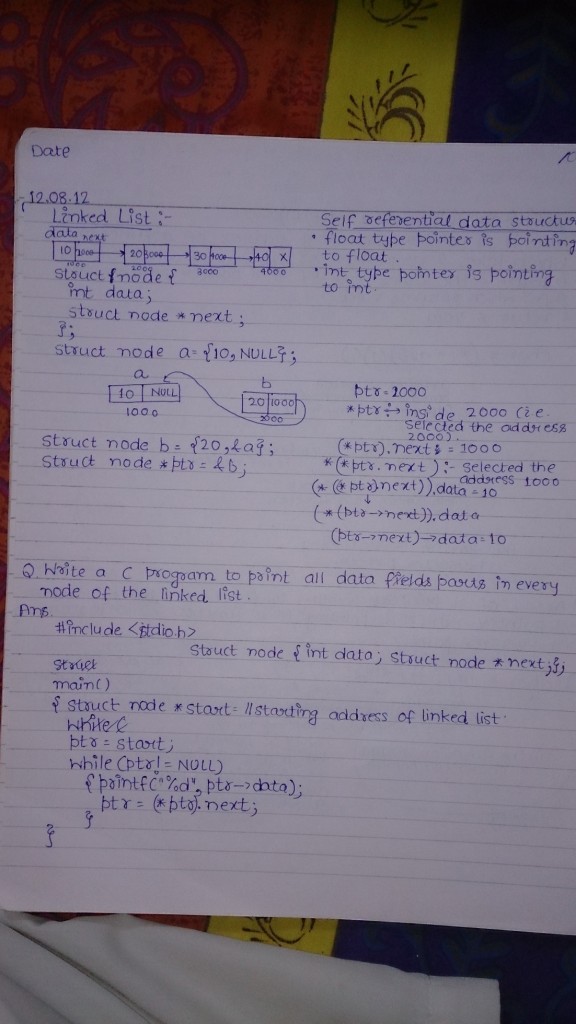 Date
12.08.12
Linked List :-
data next
10 2000 20 3000 30 4000 40 X
1000 2000 3000 4000
struct node {
int data;
struct node *next;
};
struct node a = {10, NULL};
a b
10 NULL 20 1000
1000 2000
struct node b = {20, &a};
struct node *ptr = &b;
Self referential data structur
• float type pointer is pointing
to float.
• int type pointer is pointing
to int.
ptr = 2000
*ptr :→ inside 2000 (i.e.
selected the address
2000).
(*ptr).next = 1000
*(*ptr.next) :- selected the
address 1000
(*(*ptr)next)).data = 10
↓
(*(ptr→next)).data
(ptr→next)→data=10
Q. Write a C program to print all data fields parts in every
node of the linked list.
Ans.
#include <stdio.h>
struct node {int data; struct node *next;};
struct
main()
{ struct node *start = //starting address of linked list.
while(
ptr = start;
while (ptr != NULL)
{ printf("%d", ptr→data);
ptr = (*ptr).next;
}
}